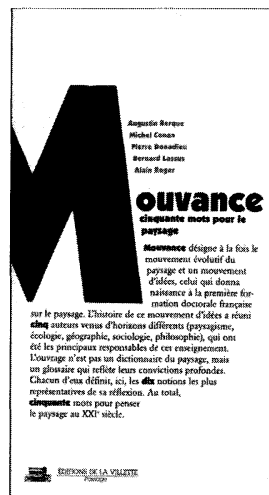 Augustin Berque
Michel Conan
Pierre Donadieu
Bernard Lassus
Alain Roger
Mouvance
cinquante mots pour le
paysage
Mouvance désigne à la fois le
mouvement évolutif du
paysage et un mouvement
d'idées, celui qui donna
naissance à la première for-
mation doctorale française
sur le paysage. L'histoire de ce mouvement d'idées a réuni
cinq auteurs venus d'horizons différents (paysagisme,
écologie, géographie, sociologie, philosophie), qui ont
été les principaux responsables de cet enseignement.
L'ouvrage n'est pas un dictionnaire du paysage, mais
un glossaire qui reflète leurs convictions profondes.
Chacun d'eux définit, ici, les dix notions les plus
représentatives de sa réflexion. Au total,
cinquante mots pour penser
le paysage au XXIe siècle.
ÉDITIONS DE LA VILLETTE
Passage